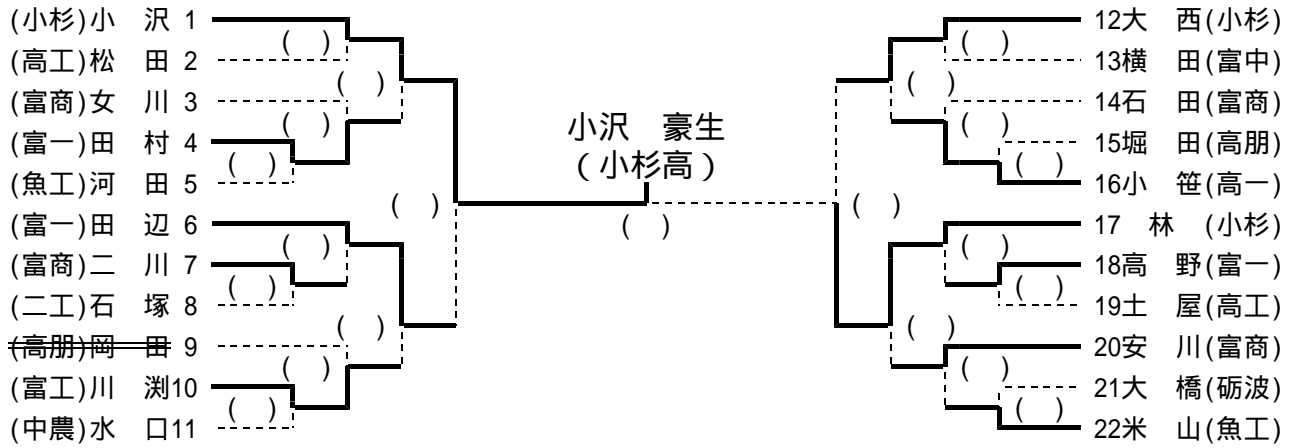 (小杉)小　沢 1
(　)
(高工)松　田 2
(　)
(富商)女　川 3
(　)
(富一)田　村 4
(　)
(魚工)河　田 5
(　)
(富一)田　辺 6
(　)
(富商)二　川 7
(　)
(二工)石　塚 8
(　)
(高朋)岡　田 9
(　)
(富工)川　渕10
(　)
(中農)水　口11
小沢　豪生
（小杉高）
(　)
12大　西(小杉)
(　)
13横　田(富中)
(　)
14石　田(富商)
(　)
15堀　田(高朋)
(　)
16小　笹(高一)
(　)
17　林　(小杉)
(　)
18高　野(富一)
(　)
19土　屋(高工)
(　)
20安　川(富商)
(　)
21大　橋(砺波)
(　)
22米　山(魚工)